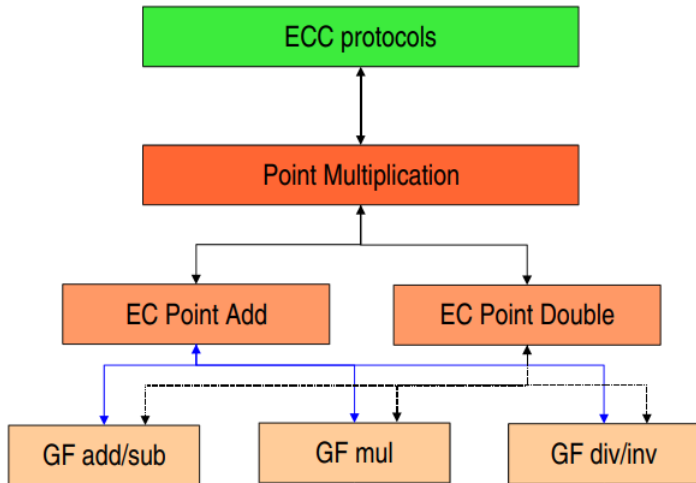 ECC protocols
Point Multiplication
EC Point Add
EC Point Double
GF add/sub
GF mul
GF div/inv